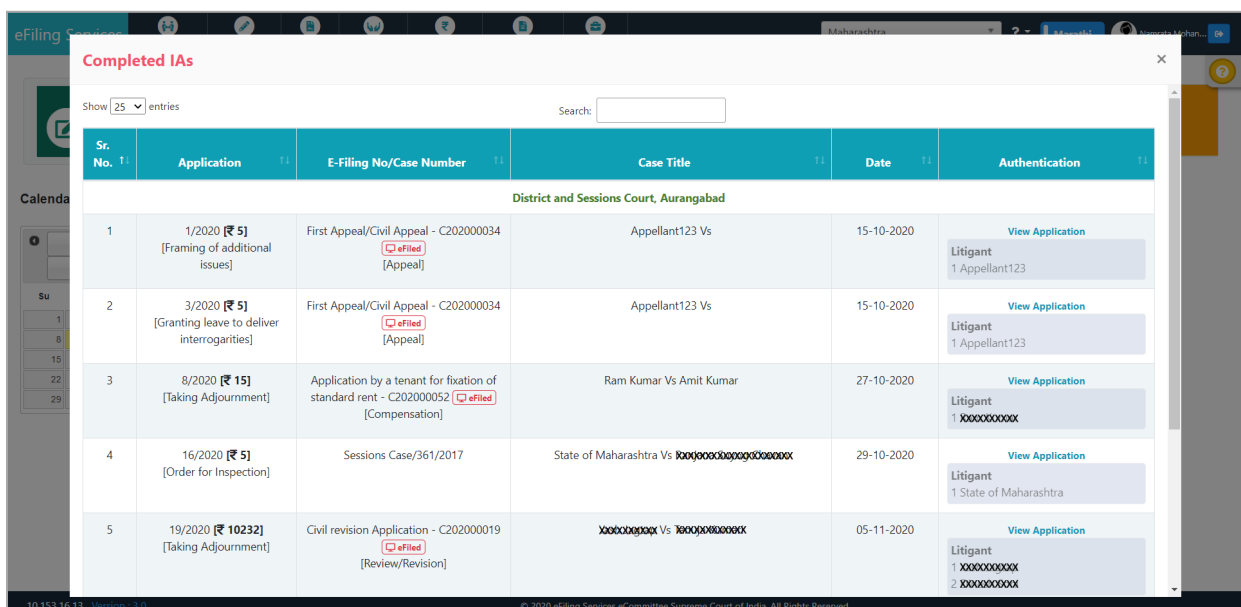 eFiling Services
Maharashtra
? Marathi
Namrata Mohan...
Completed IAs ×
Show 25 entries
Search:
Sr. No. Application E-Filing No/Case Number Case Title Date Authentication
District and Sessions Court, Aurangabad
1 1/2020 [₹ 5] First Appeal/Civil Appeal - C202000034 Appellant123 Vs 15-10-2020 View Application
[Framing of additional eFiled Litigant
issues] [Appeal] 1 Appellant123
2 3/2020 [₹ 5] First Appeal/Civil Appeal - C202000034 Appellant123 Vs 15-10-2020 View Application
[Granting leave to deliver eFiled Litigant
interrogarities] [Appeal] 1 Appellant123
3 8/2020 [₹ 15] Application by a tenant for fixation of Ram Kumar Vs Amit Kumar 27-10-2020 View Application
[Taking Adjournment] standard rent - C202000052 eFiled Litigant
[Compensation] 1
4 16/2020 [₹ 5] Sessions Case/361/2017 State of Maharashtra Vs 29-10-2020 View Application
[Order for Inspection] Litigant
1 State of Maharashtra
5 19/2020 [₹ 10232] Civil revision Application - C202000019 Vs 05-11-2020 View Application
[Taking Adjournment] eFiled Litigant
[Review/Revision] 1
2
Calenda
Su
1
8
15
22
29
10.153.16.13 Version : 3.0 © 2020 eFiling Services eCommittee Supreme Court of India. All Rights Reserved